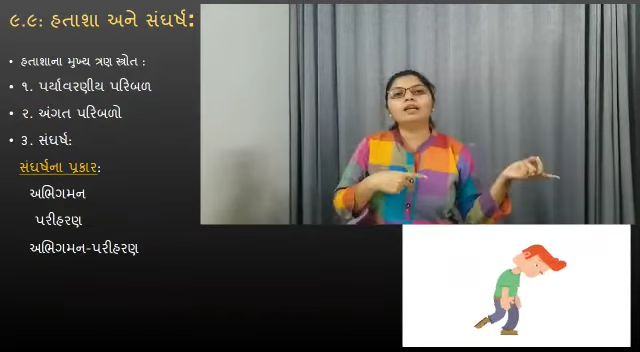 ૯.૯: હતાશા અને સંઘર્ષ:
• હતાશાના મુખ્ય ત્રણ સ્ત્રોત :
• ૧. પર્યાવરણીય પરિબળ
• ૨. અંગત પરિબળો
• ૩. સંઘર્ષ:
સંઘર્ષના પ્રકાર:
અભિગમન
પરીહરણ
અભિગમન-પરીહરણ